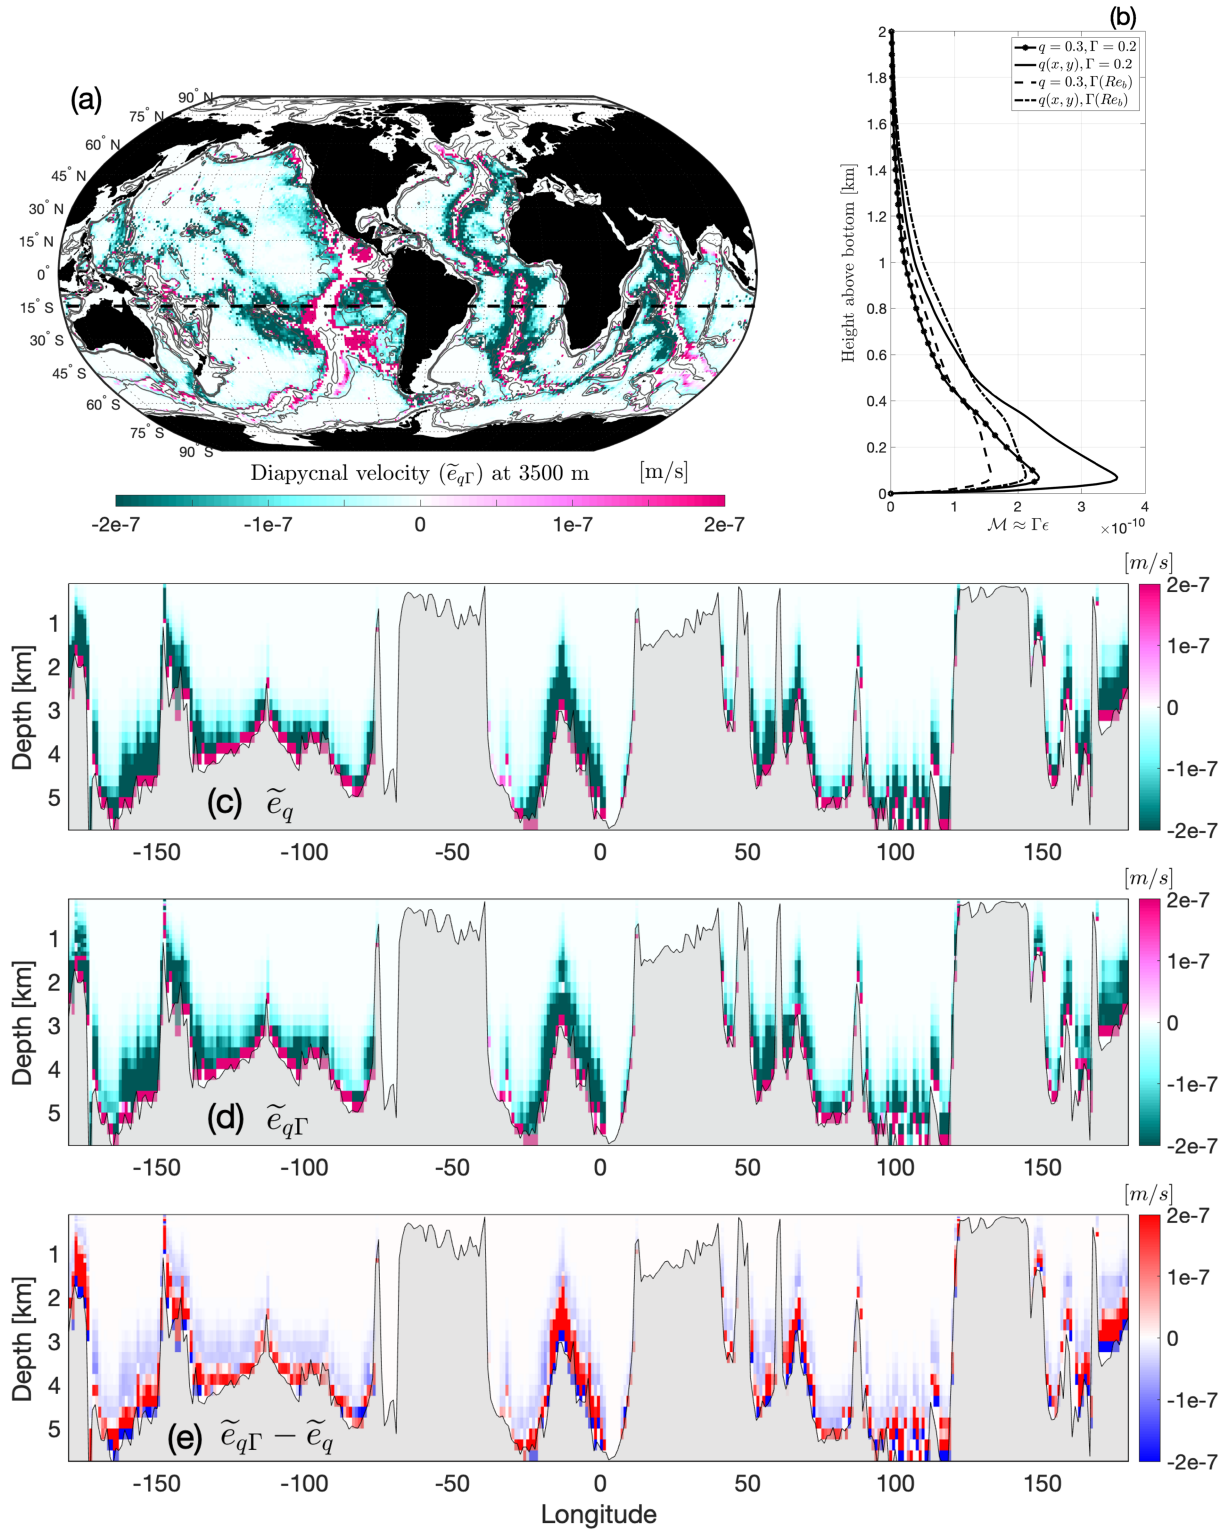 (a)
90° N
75° N
60° N
45° N
30° N
15° N
0°
15° S
30° S
45° S
60° S
75° S
90° S
Diapycnal velocity (ẽ_qΓ) at 3500 m [m/s]
-2e-7 -1e-7 0 1e-7 2e-7
(b)
2
1.8
1.6
1.4
1.2
1
0.8
0.6
0.4
0.2
0
Height above bottom [km]
q = 0.3, Γ = 0.2
q(x, y), Γ = 0.2
q = 0.3, Γ(Re_b)
q(x, y), Γ(Re_b)
0 1 2 3 4
M ≈ Γϵ ×10^-10
[m/s]
Depth [km]
1
2
3
4
5
(c) ẽ_q
2e-7
1e-7
0
-1e-7
-2e-7
-150 -100 -50 0 50 100 150
[m/s]
Depth [km]
1
2
3
4
5
(d) ẽ_qΓ
2e-7
1e-7
0
-1e-7
-2e-7
-150 -100 -50 0 50 100 150
[m/s]
Depth [km]
1
2
3
4
5
(e) ẽ_qΓ − ẽ_q
2e-7
1e-7
0
-1e-7
-2e-7
-150 -100 -50 0 50 100 150
Longitude